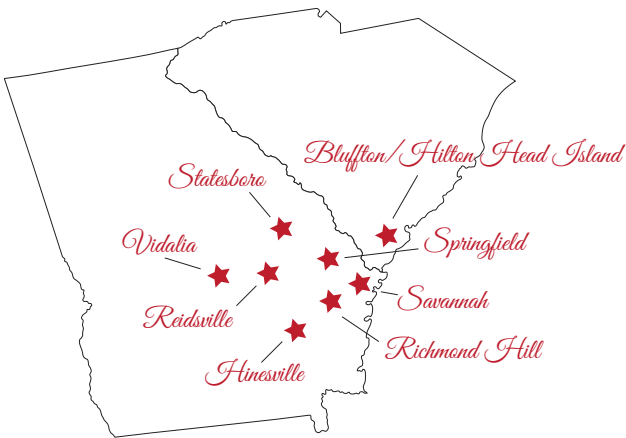 Bluffton/Hilton Head Island
Statesboro
Vidalia
Springfield
Savannah
Reidsville
Richmond Hill
Hinesville